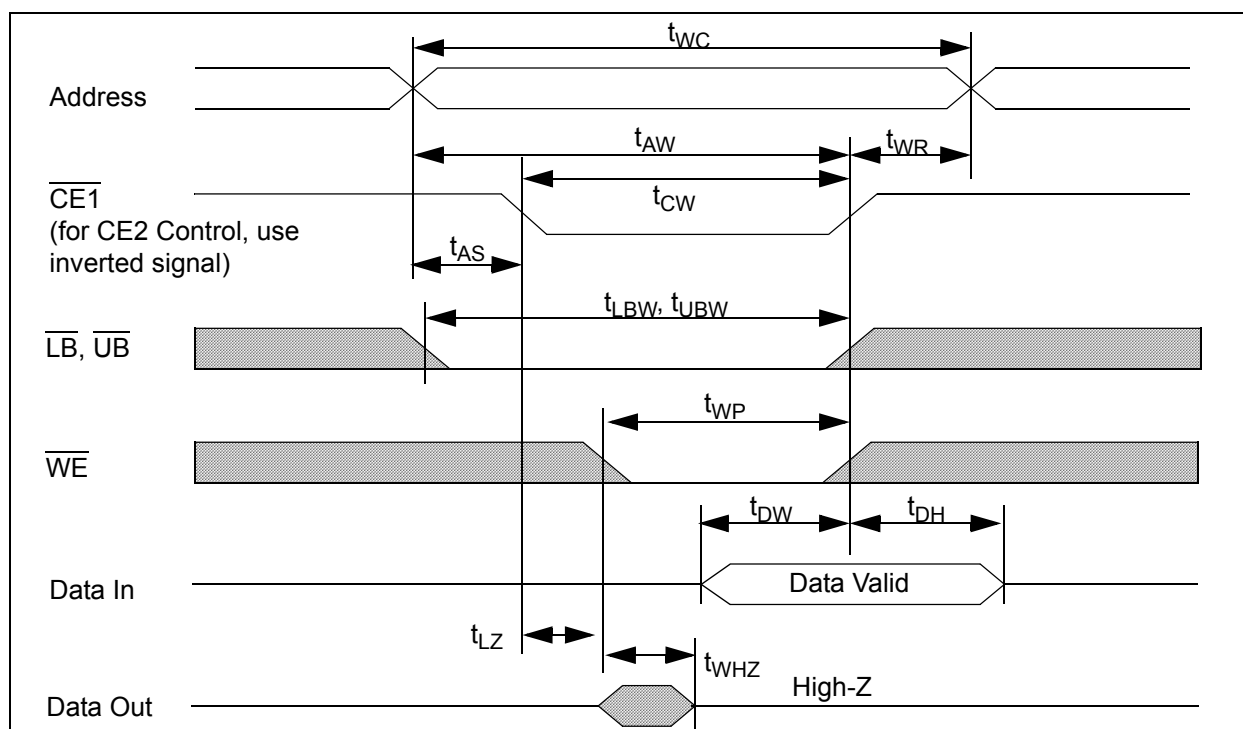 tWC
Address
tAW
tWR
CE1
(for CE2 Control, use
inverted signal)
tCW
tAS
tLBW, tUBW
LB, UB
tWP
WE
tDW
tDH
Data In
Data Valid
tLZ
tWHZ
High-Z
Data Out